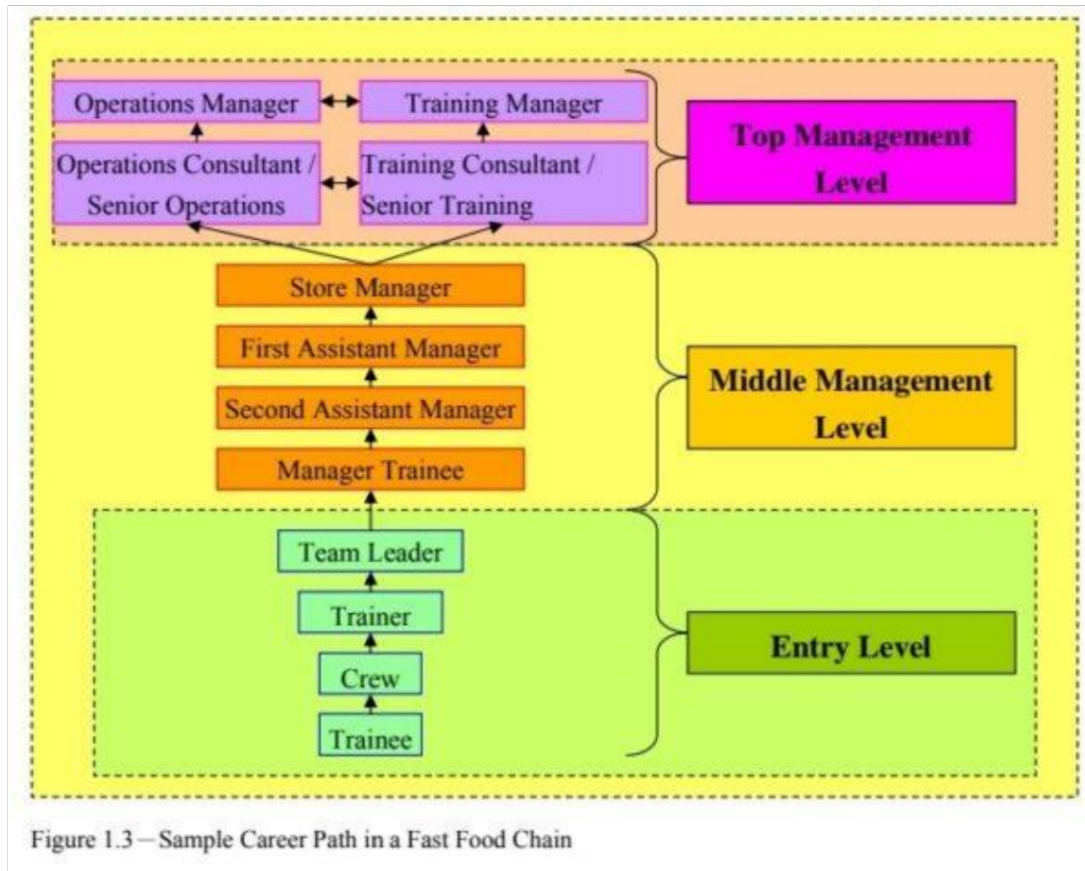 Operations Manager
Training Manager
Top Management
Level
Operations Consultant /
Senior Operations
Training Consultant /
Senior Training
Store Manager
First Assistant Manager
Second Assistant Manager
Manager Trainee
Middle Management
Level
Team Leader
Trainer
Crew
Trainee
Entry Level
Figure 1.3 — Sample Career Path in a Fast Food Chain